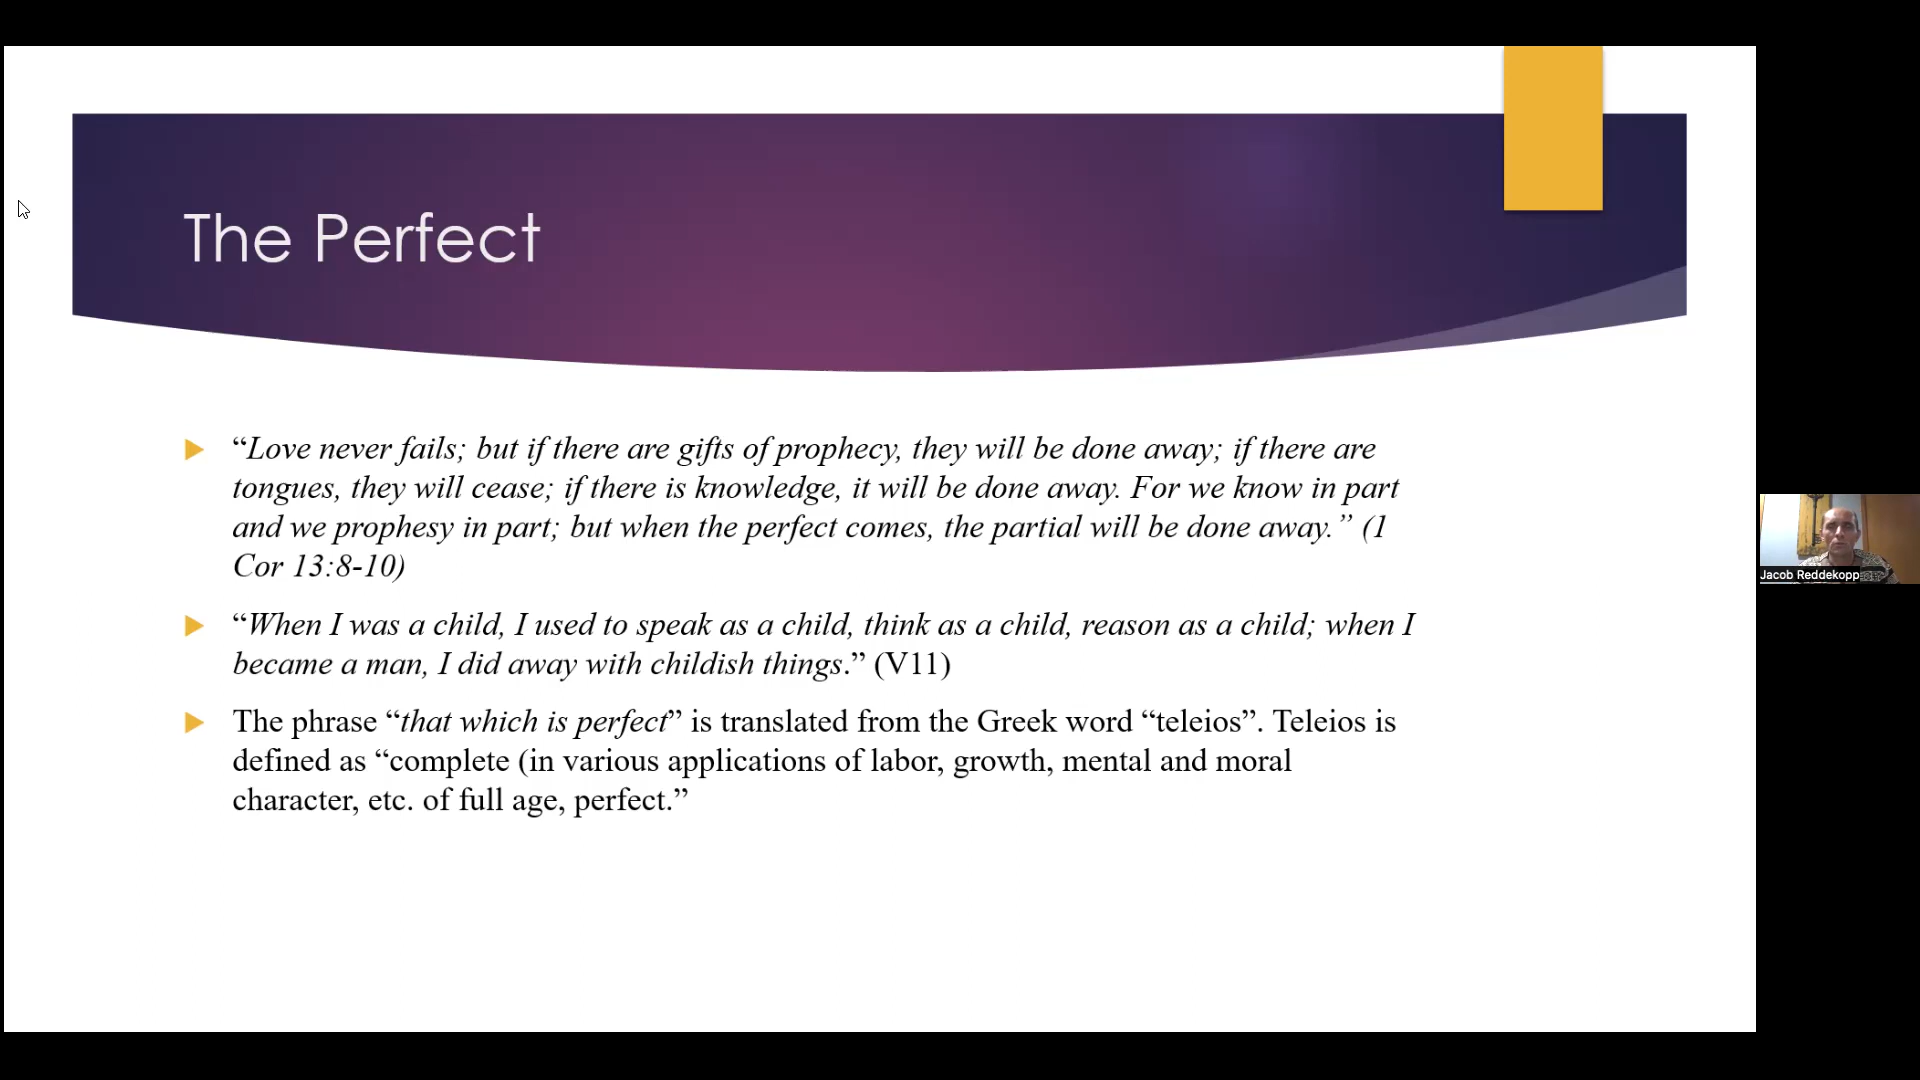 The Perfect
“Love never fails; but if there are gifts of prophecy, they will be done away; if there are
tongues, they will cease; if there is knowledge, it will be done away. For we know in part
and we prophesy in part; but when the perfect comes, the partial will be done away.” (1
Cor 13:8-10)
“When I was a child, I used to speak as a child, think as a child, reason as a child; when I
became a man, I did away with childish things.” (V11)
The phrase “that which is perfect” is translated from the Greek word “teleios”. Teleios is
defined as “complete (in various applications of labor, growth, mental and moral
character, etc. of full age, perfect.”
Jacob Reddekopp